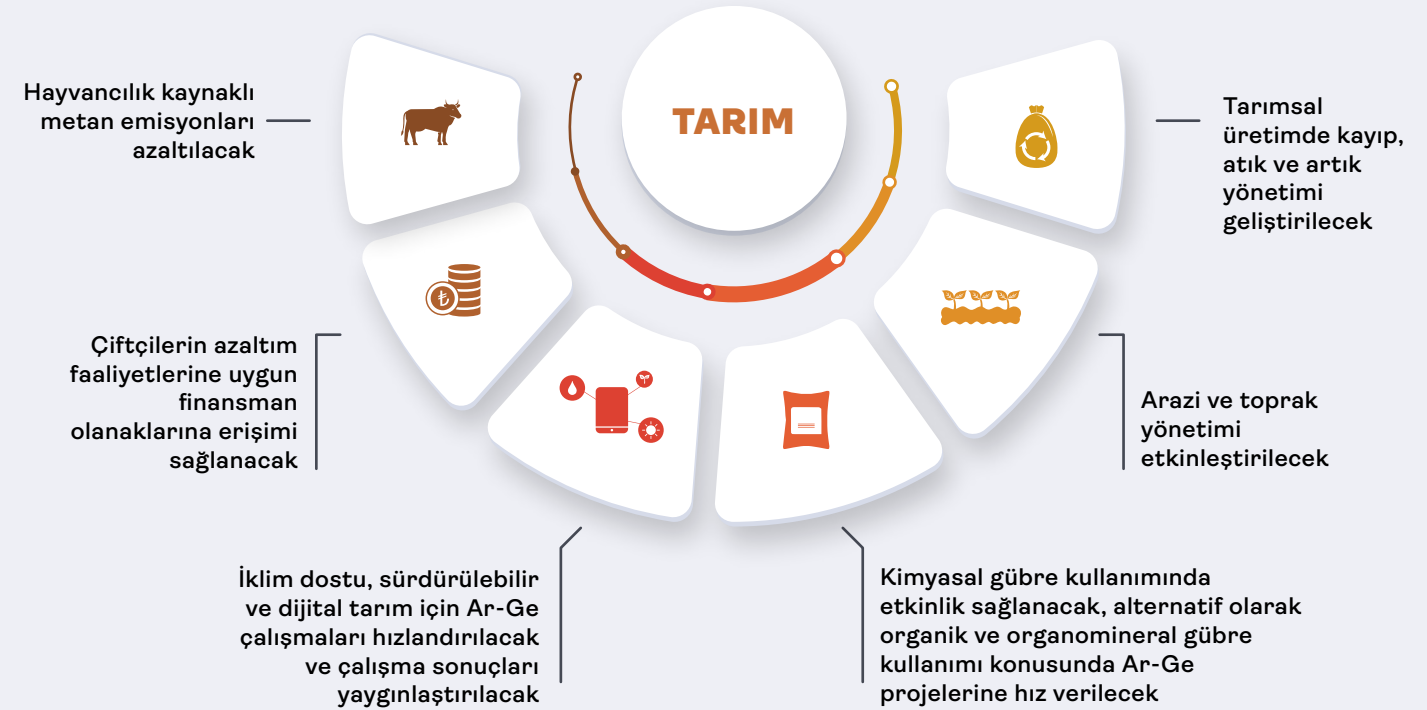 TARIM
Hayvancılık kaynaklı
metan emisyonları
azaltılacak
Çiftçilerin azaltım
faaliyetlerine uygun
finansman
olanaklarına erişimi
sağlanacak
İklim dostu, sürdürülebilir
ve dijital tarım için Ar-Ge
çalışmaları hızlandırılacak
ve çalışma sonuçları
yaygınlaştırılacak
Kimyasal gübre kullanımında
etkinlik sağlanacak, alternatif olarak
organik ve organomineral gübre
kullanımı konusunda Ar-Ge
projelerine hız verilecek
Arazi ve toprak
yönetimi
etkinleştirilecek
Tarımsal
üretimde kayıp,
atık ve artık
yönetimi
geliştirilecek